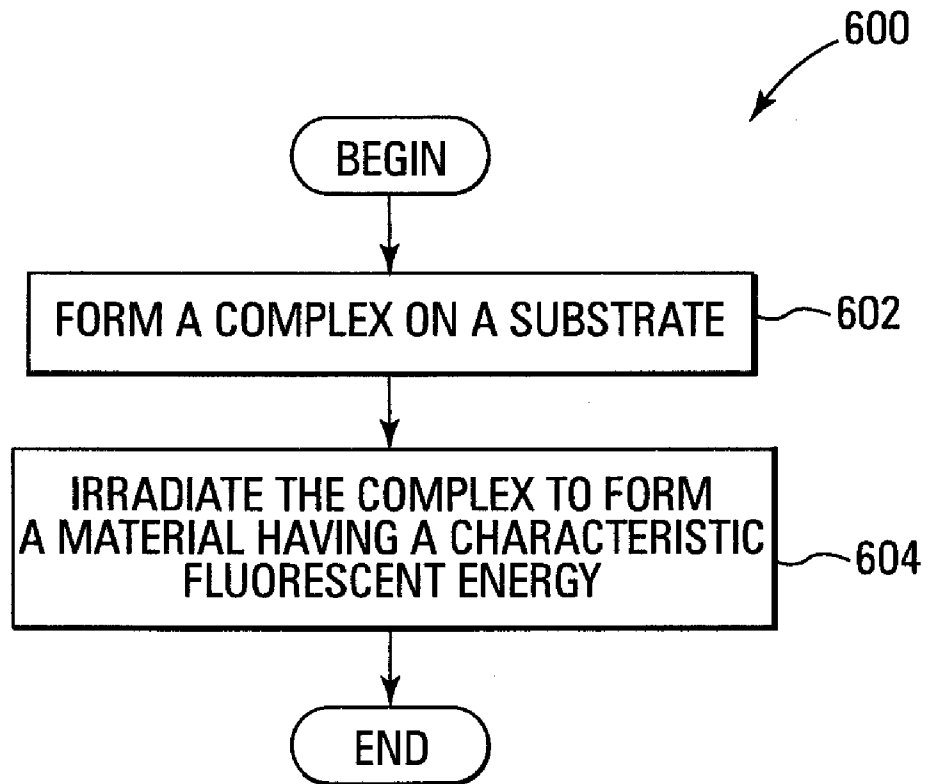 600
BEGIN
FORM A COMPLEX ON A SUBSTRATE
602
IRRADIATE THE COMPLEX TO FORM
A MATERIAL HAVING A CHARACTERISTIC
FLUORESCENT ENERGY
604
END